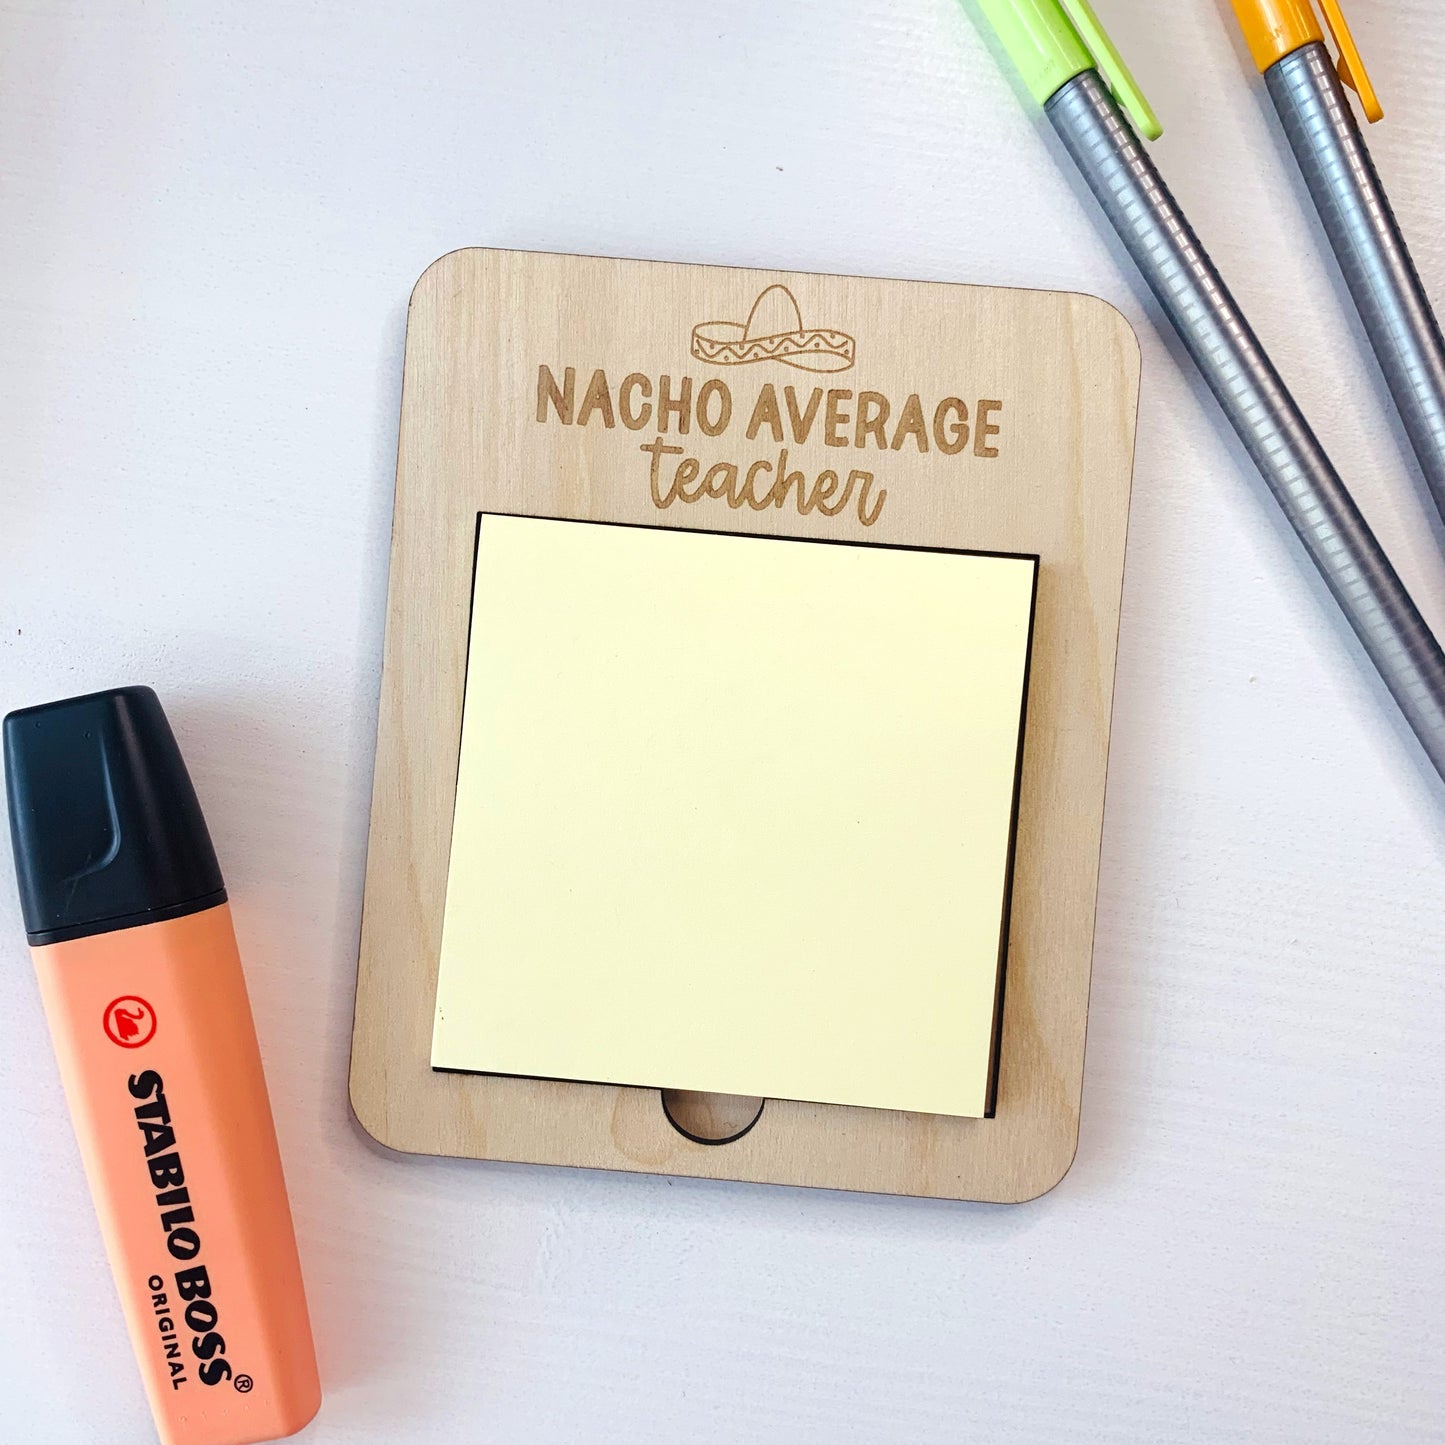 NACHO AVERAGE
teacher
STABILO BOSS®
ORIGINAL